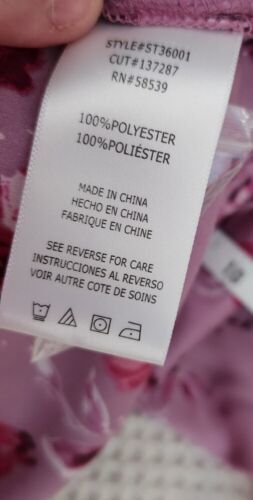 STYLE#ST36001
CUT#137287
RN#58539
100%POLYESTER
100%POLIÉSTER
MADE IN CHINA
HECHO EN CHINA
FABRIQUE EN CHINE
SEE REVERSE FOR CARE
INSTRUCCIONES AL REVERSO
VOIR AUTRE COTE DE SOINS